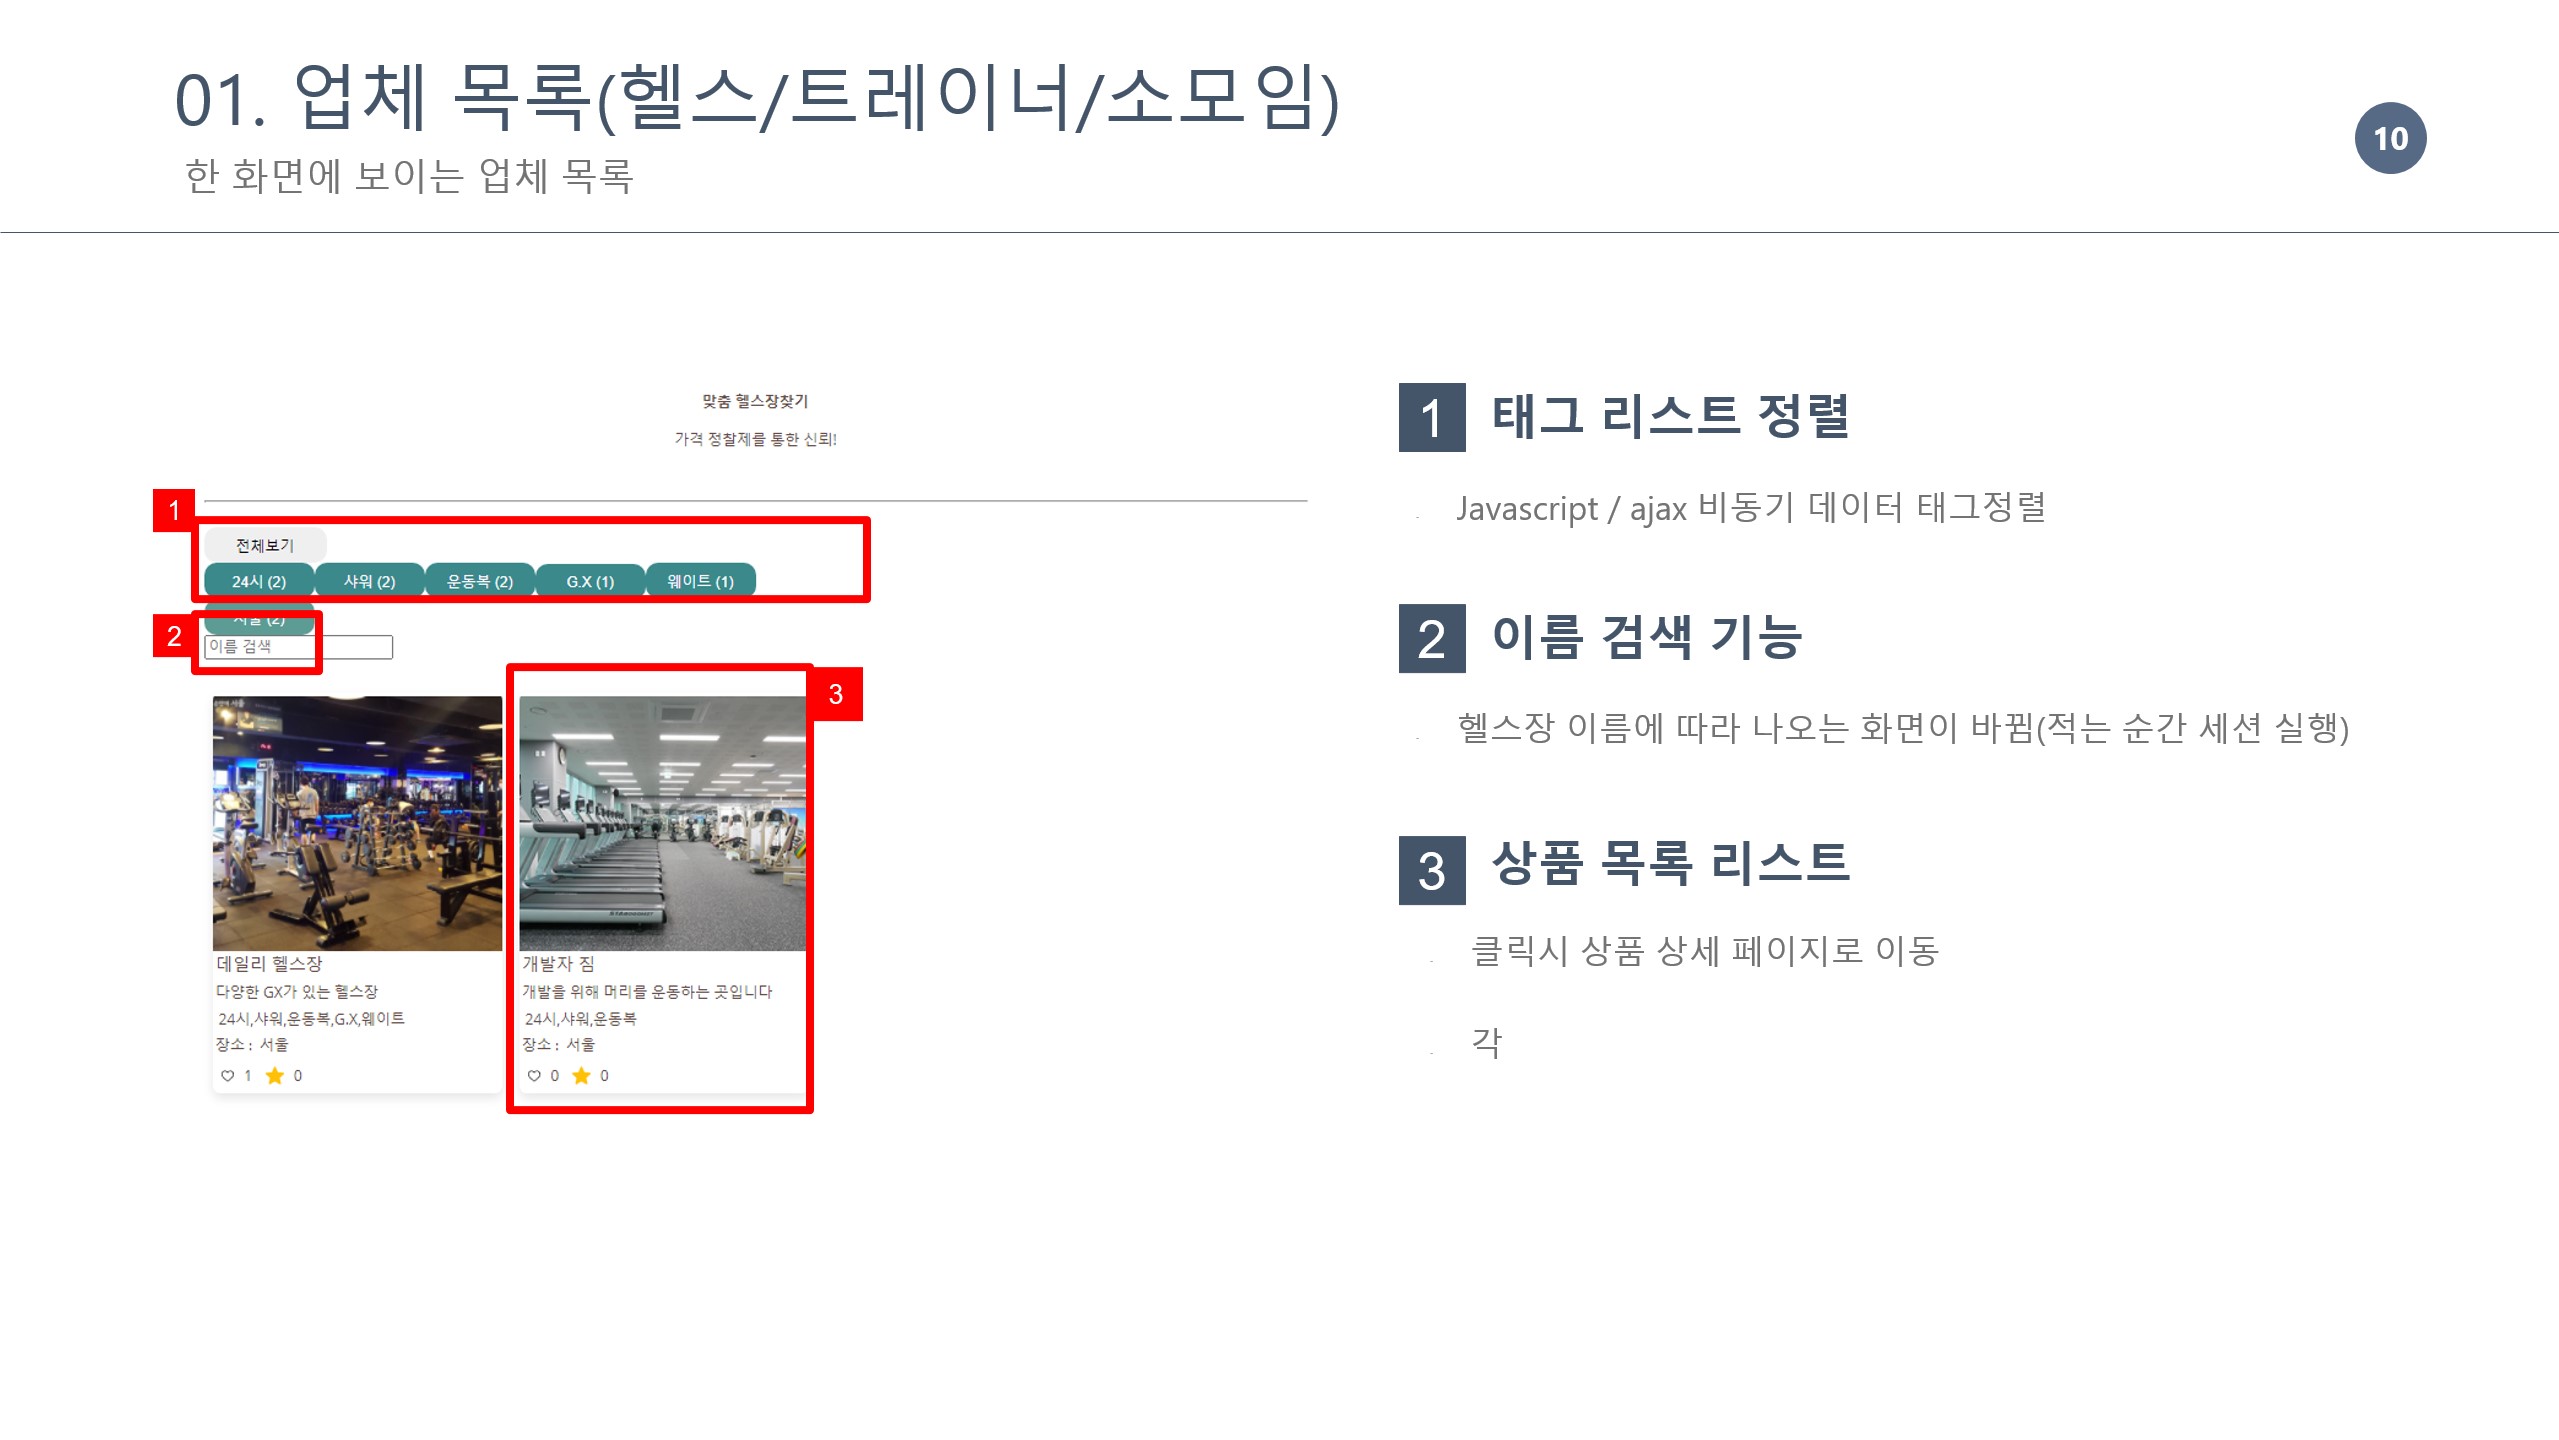 01. 업체 목록(헬스/트레이너/소모임)
한 화면에 보이는 업체 목록
10
맞춤 헬스장찾기
가격 정찰제를 통한 신뢰!
1
전체보기
24시 (2) 샤워 (2) 운동복 (2) G.X (1) 웨이트 (1)
2
서울 (2)
이름 검색
3
데일리 헬스장
다양한 GX가 있는 헬스장
24시,샤워,운동복,G.X,웨이트
장소 : 서울
1 0
개발자 짐
개발을 위해 머리를 운동하는 곳입니다
24시,샤워,운동복
장소 : 서울
0 0
1 태그 리스트 정렬
- Javascript / ajax 비동기 데이터 태그정렬
2 이름 검색 기능
- 헬스장 이름에 따라 나오는 화면이 바뀜(적는 순간 세션 실행)
3 상품 목록 리스트
- 클릭시 상품 상세 페이지로 이동
- 각